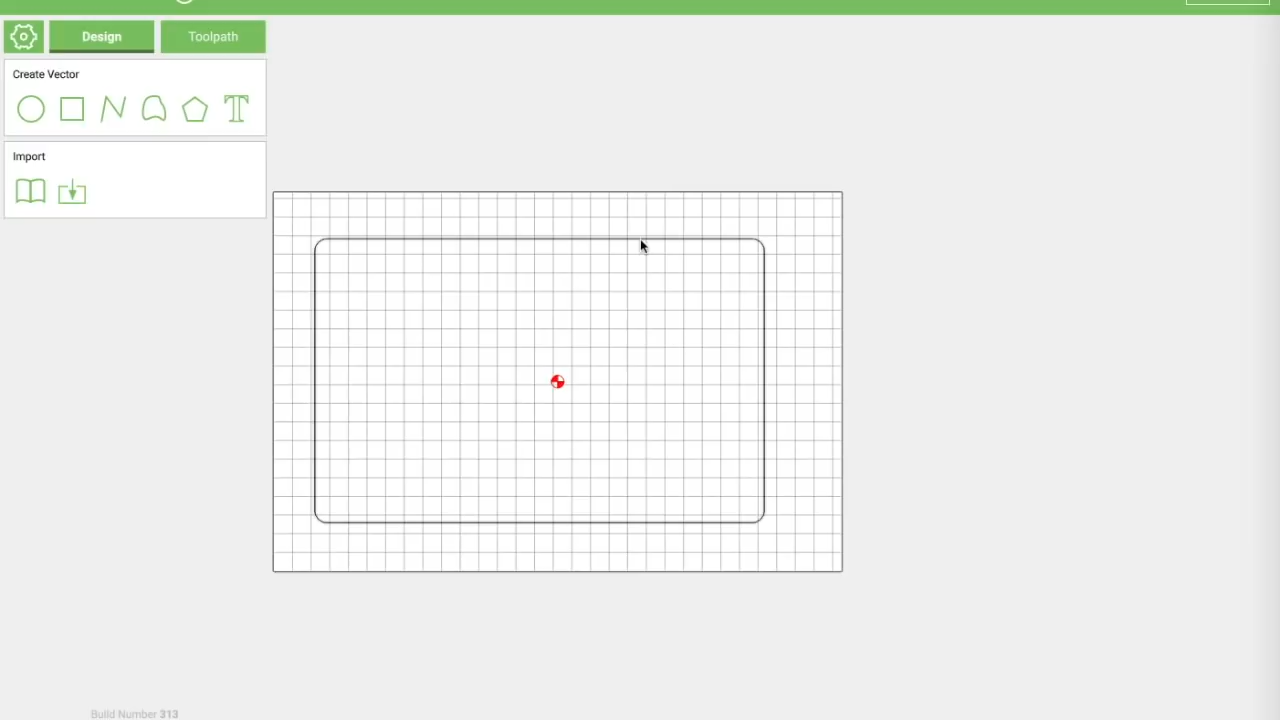 Design
Toolpath
Create Vector
T
Import
Build Number 313